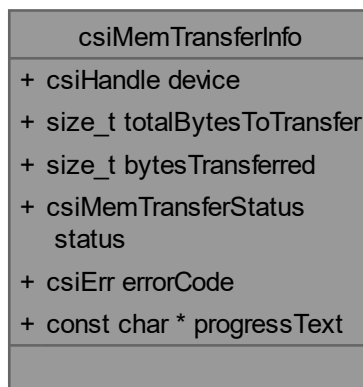 csiMemTransferInfo
+ csiHandle device
+ size_t totalBytesToTransfer
+ size_t bytesTransferred
+ csiMemTransferStatus
status
+ csiErr errorCode
+ const char * progressText